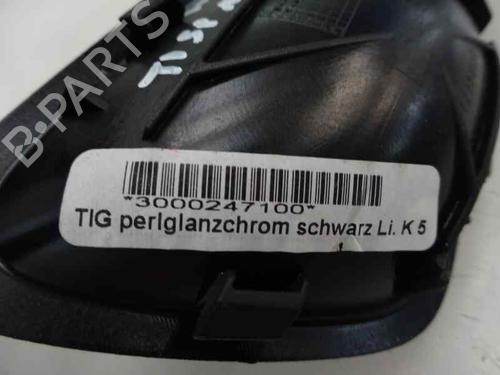 B-PARTS
*3000247100*
TIG perlglanzchrom schwarz Li. K 5